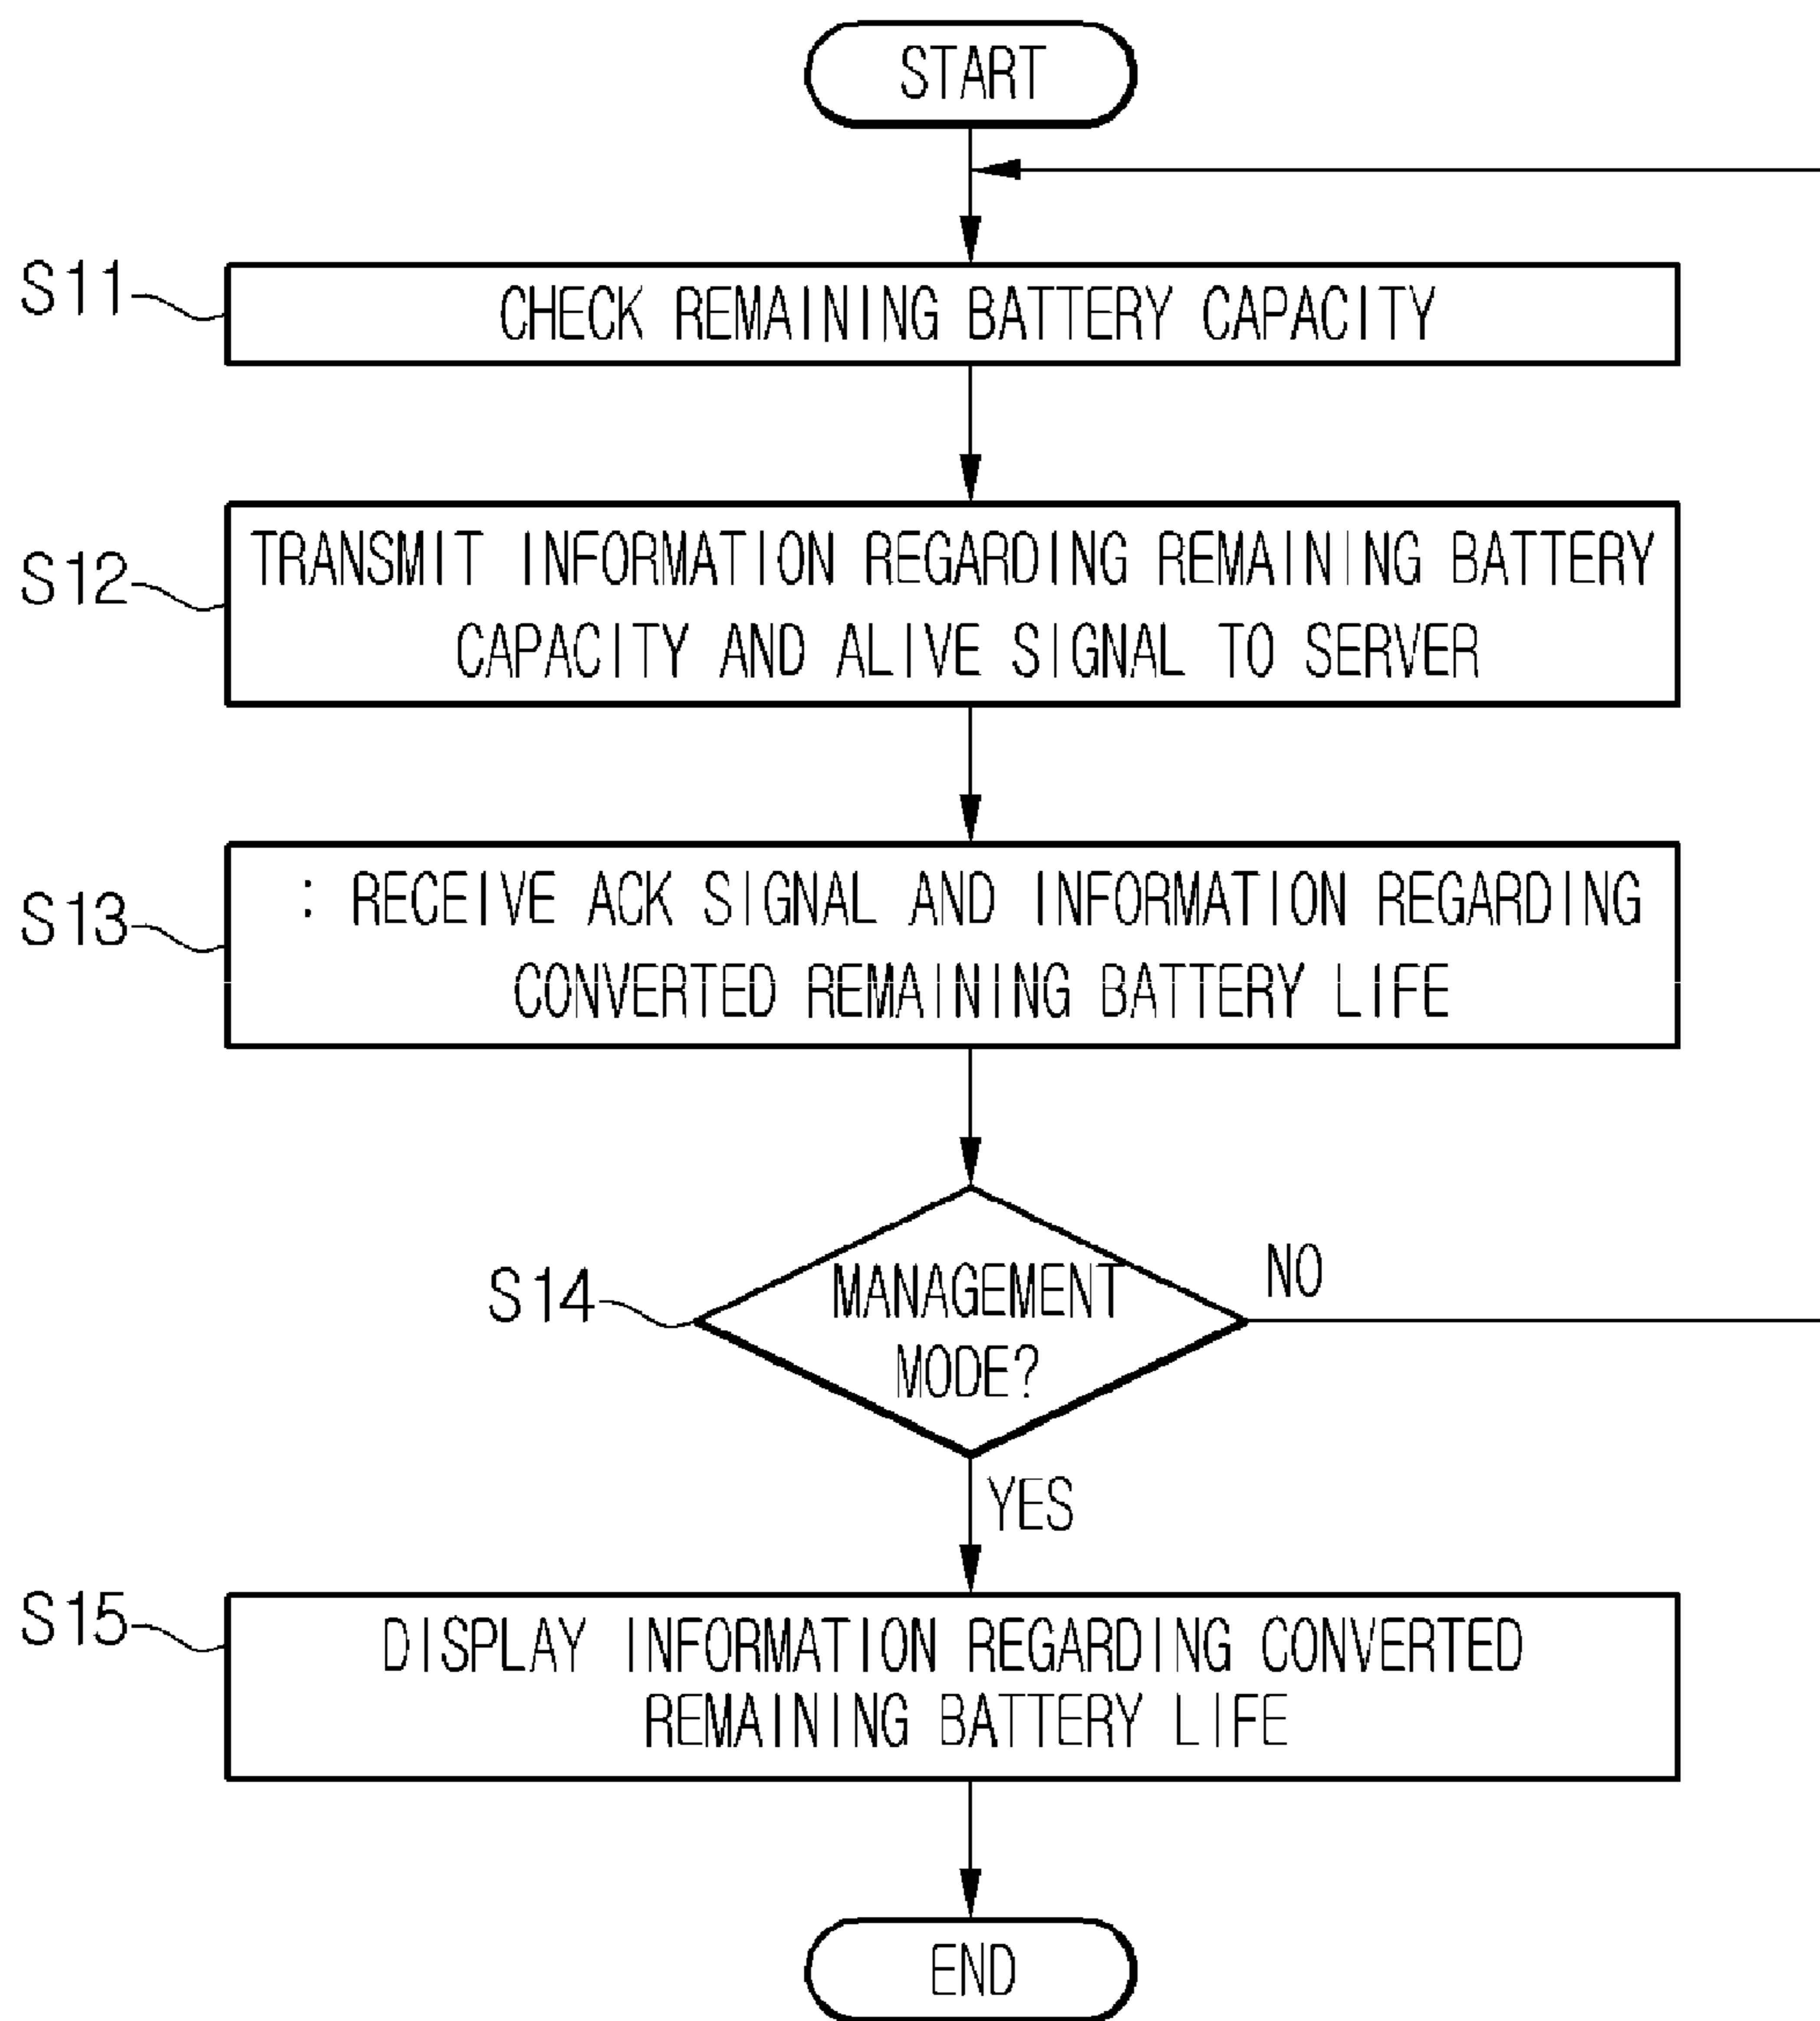 START
S11
CHECK REMAINING BATTERY CAPACITY
S12
TRANSMIT INFORMATION REGARDING REMAINING BATTERY
CAPACITY AND ALIVE SIGNAL TO SERVER
S13
: RECEIVE ACK SIGNAL AND INFORMATION REGARDING
CONVERTED REMAINING BATTERY LIFE
S14
MANAGEMENT
MODE?
NO
YES
S15
DISPLAY INFORMATION REGARDING CONVERTED
REMAINING BATTERY LIFE
END